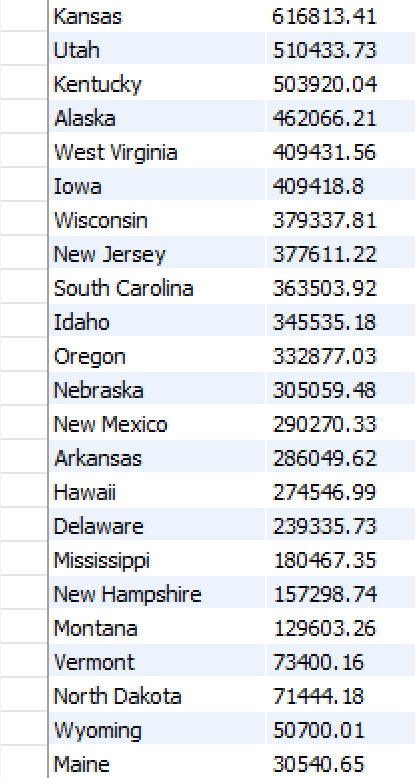 Kansas 616813.41
Utah 510433.73
Kentucky 503920.04
Alaska 462066.21
West Virginia 409431.56
Iowa 409418.8
Wisconsin 379337.81
New Jersey 377611.22
South Carolina 363503.92
Idaho 345535.18
Oregon 332877.03
Nebraska 305059.48
New Mexico 290270.33
Arkansas 286049.62
Hawaii 274546.99
Delaware 239335.73
Mississippi 180467.35
New Hampshire 157298.74
Montana 129603.26
Vermont 73400.16
North Dakota 71444.18
Wyoming 50700.01
Maine 30540.65